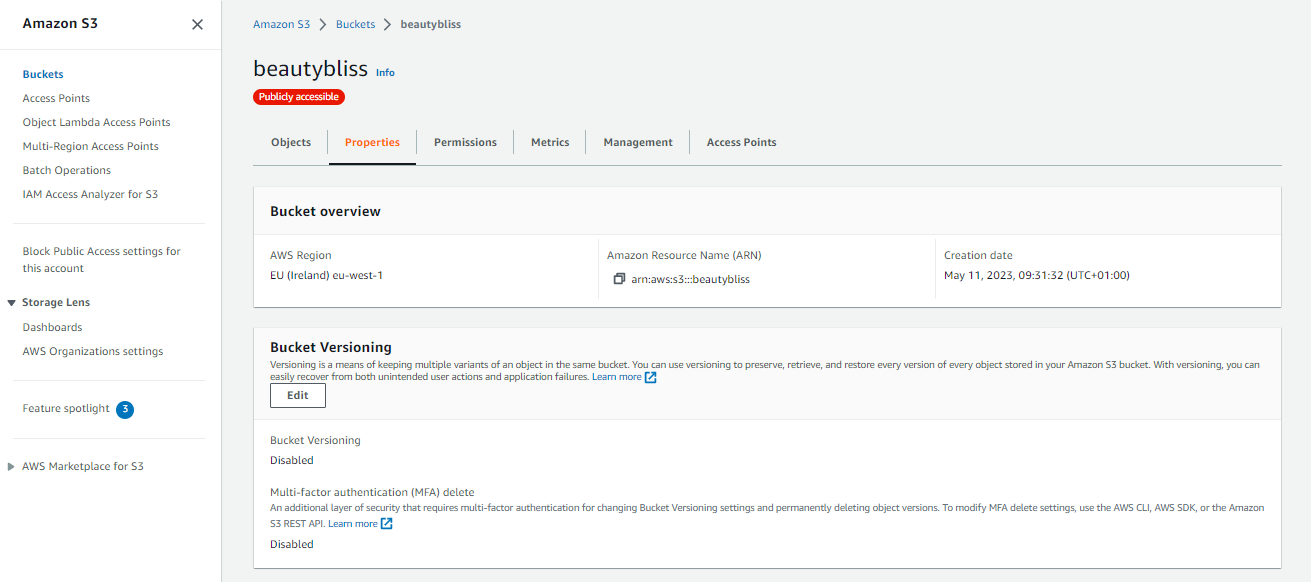 Amazon S3
Buckets
Access Points
Object Lambda Access Points
Multi-Region Access Points
Batch Operations
IAM Access Analyzer for S3
Block Public Access settings for
this account
Storage Lens
Dashboards
AWS Organizations settings
Feature spotlight 3
AWS Marketplace for S3
Amazon S3 Buckets beautybliss
beautybliss Info
Publicly accessible
Objects Properties Permissions Metrics Management Access Points
Bucket overview
AWS Region
EU (Ireland) eu-west-1
Amazon Resource Name (ARN)
arn:aws:s3:::beautybliss
Creation date
May 11, 2023, 09:31:32 (UTC+01:00)
Bucket Versioning
Versioning is a means of keeping multiple variants of an object in the same bucket. You can use versioning to preserve, retrieve, and restore every version of every object stored in your Amazon S3 bucket. With versioning, you can
easily recover from both unintended user actions and application failures. Learn more
Edit
Bucket Versioning
Disabled
Multi-factor authentication (MFA) delete
An additional layer of security that requires multi-factor authentication for changing Bucket Versioning settings and permanently deleting object versions. To modify MFA delete settings, use the AWS CLI, AWS SDK, or the Amazon
S3 REST API. Learn more
Disabled